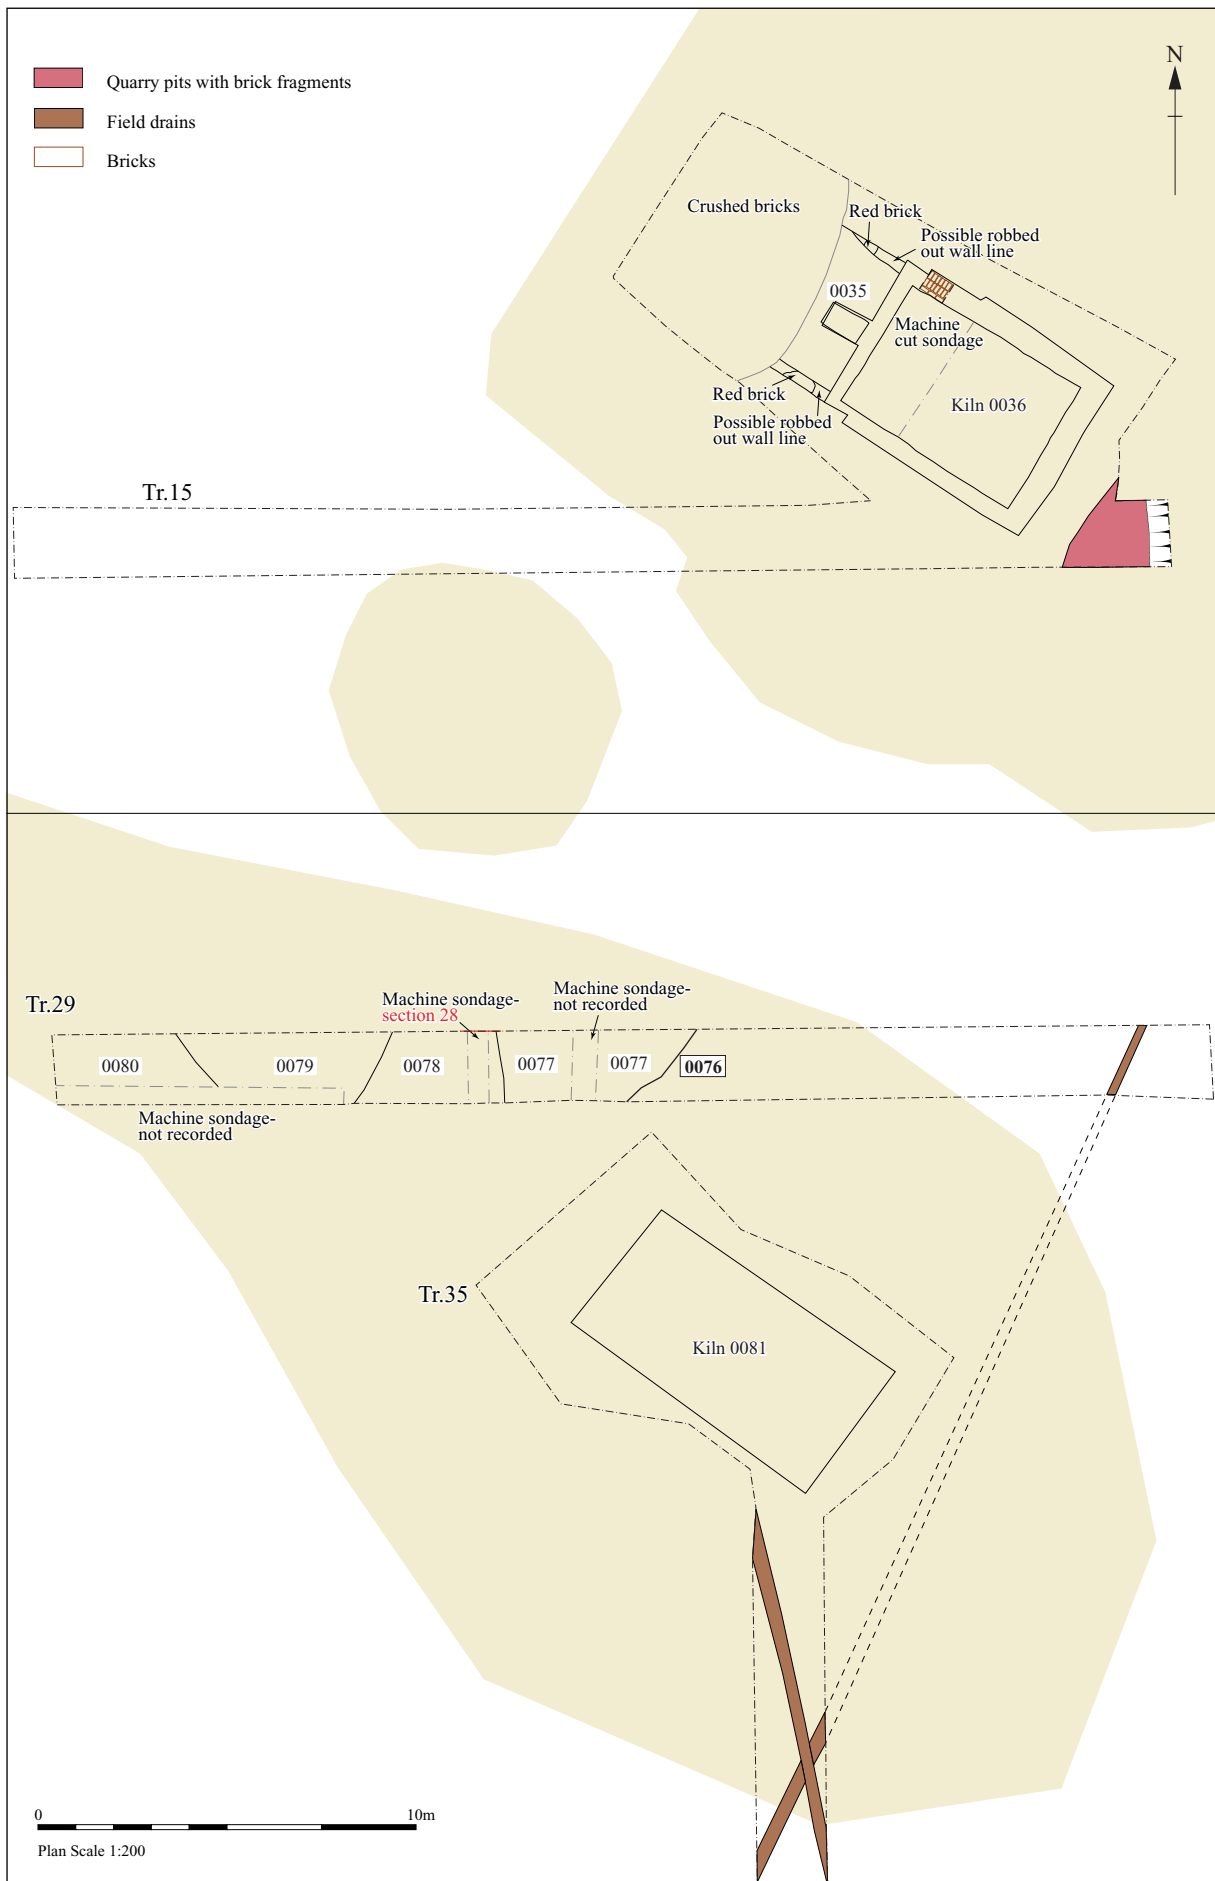 Quarry pits with brick fragments
Field drains
Bricks
N
Crushed bricks
Red brick
Possible robbed
out wall line
0035
Machine
cut sondage
Kiln 0036
Red brick
Possible robbed
out wall line
Tr.15
Tr.29
Machine sondage-
section 28
Machine sondage-
not recorded
0080
0079
0078
0077
0077
0076
Machine sondage-
not recorded
Tr.35
Kiln 0081
0
10m
Plan Scale 1:200